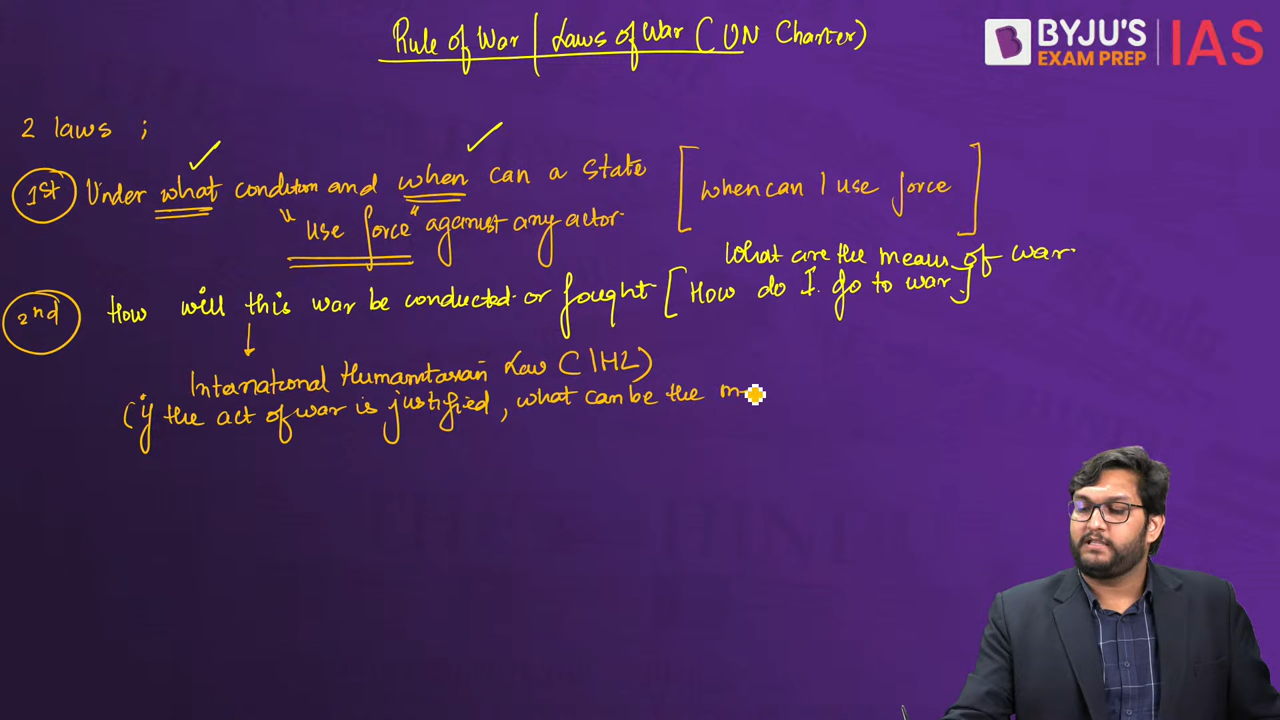 Rule of War | Laws of War (UN Charter)
BYJU'S
EXAM PREP
IAS
2 laws ;
1st Under what condition and when can a state
"use force" against any actor.
[when can I use force]
What are the means of war.
2nd How will this war be conducted or fought [How do I go to war]
International Humanitarian Law (IHL)
(if the act of war is justified, what can be the m